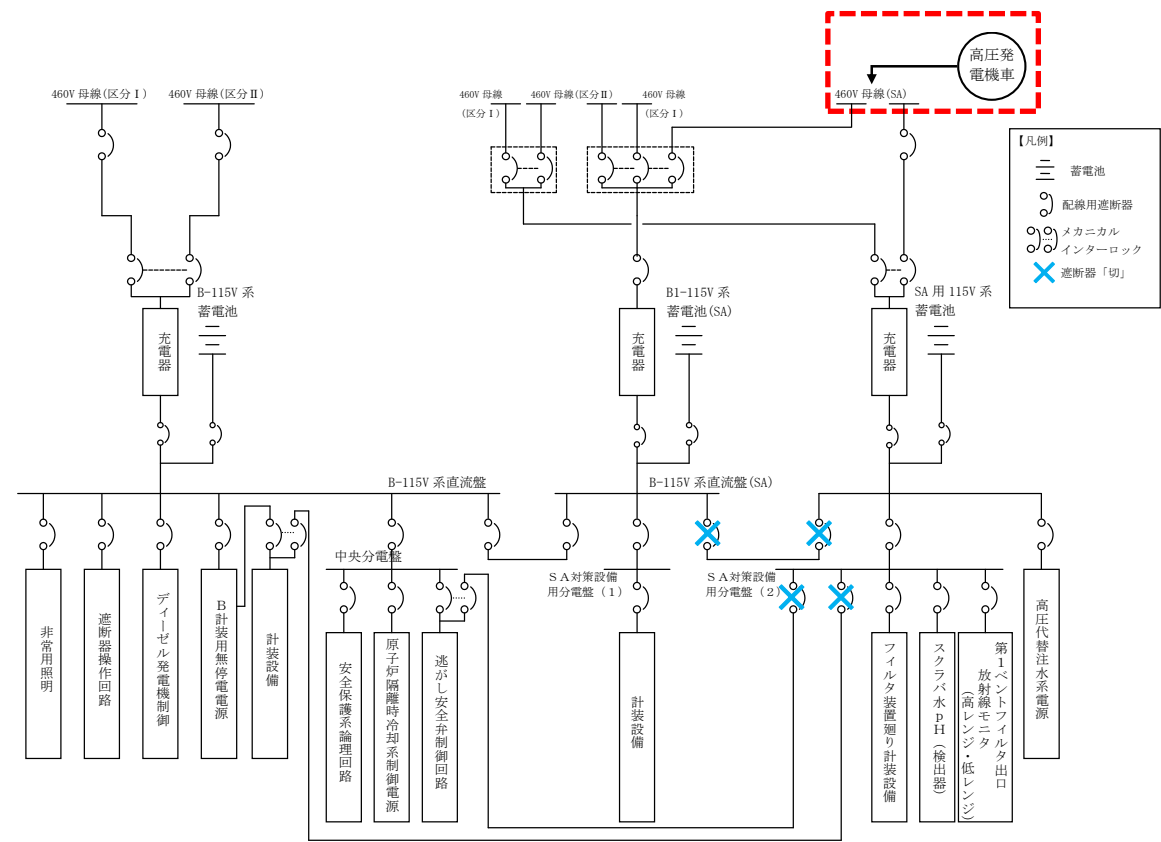 高圧発
電機車
460V 母線(区分Ⅰ)
460V 母線(区分Ⅱ)
460V 母線
(区分Ⅰ)
460V 母線(区分Ⅱ)
460V 母線
(区分Ⅰ)
460V 母線(SA)
【凡例】
蓄電池
配線用遮断器
メカニカル
インターロック
遮断器「切」
B-115V 系
蓄電池
充電器
B1-115V 系
蓄電池(SA)
充電器
SA 用 115V 系
蓄電池
充電器
B-115V 系直流盤
B-115V 系直流盤(SA)
中央分電盤
ＳＡ対策設備
用分電盤（１）
ＳＡ対策設備
用分電盤（２）
非常用照明
遮断器操作回路
ディーゼル発電機制御
Ｂ計装用無停電電源
計装設備
安全保護系論理回路
原子炉隔離時冷却系制御電源
逃がし安全弁制御回路
計装設備
フィルタ装置廻り計装設備
スクラバ水ｐＨ（検出器）
第１ベントフィルタ出口
放射線モニタ
（高レンジ・低レンジ）
高圧代替注水系電源